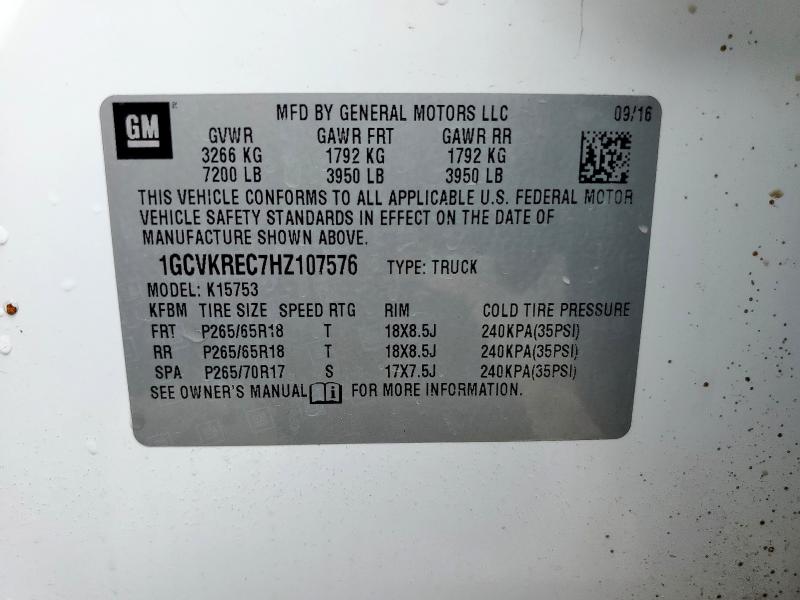 GM
MFD BY GENERAL MOTORS LLC 09/16
GVWR GAWR FRT GAWR RR
3266 KG 1792 KG 1792 KG
7200 LB 3950 LB 3950 LB
THIS VEHICLE CONFORMS TO ALL APPLICABLE U.S. FEDERAL MOTOR
VEHICLE SAFETY STANDARDS IN EFFECT ON THE DATE OF
MANUFACTURE SHOWN ABOVE.
1GCVKREC7HZ107576 TYPE: TRUCK
MODEL: K15753
KFBM TIRE SIZE SPEED RTG RIM COLD TIRE PRESSURE
FRT P265/65R18 T 18X8.5J 240KPA(35PSI)
RR P265/65R18 T 18X8.5J 240KPA(35PSI)
SPA P265/70R17 S 17X7.5J 240KPA(35PSI)
SEE OWNER'S MANUAL FOR MORE INFORMATION.